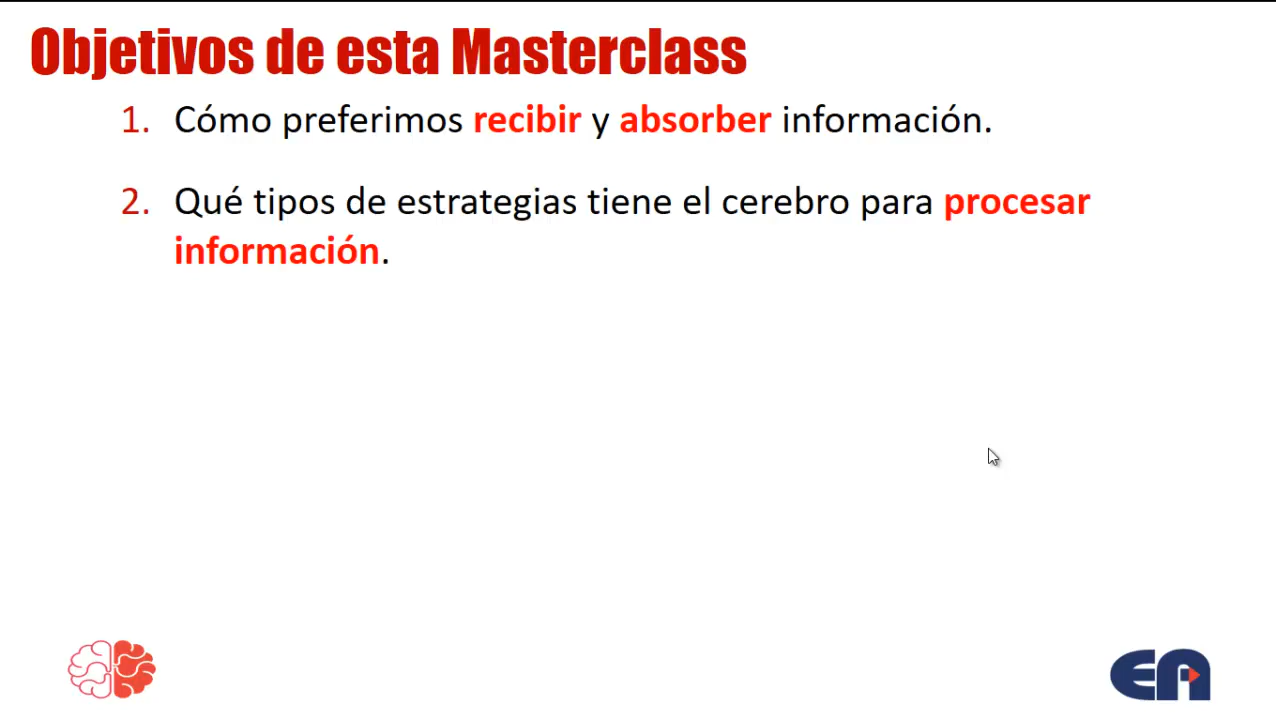 Objetivos de esta Masterclass
1. Cómo preferimos recibir y absorber información.
2. Qué tipos de estrategias tiene el cerebro para procesar
información.
EA